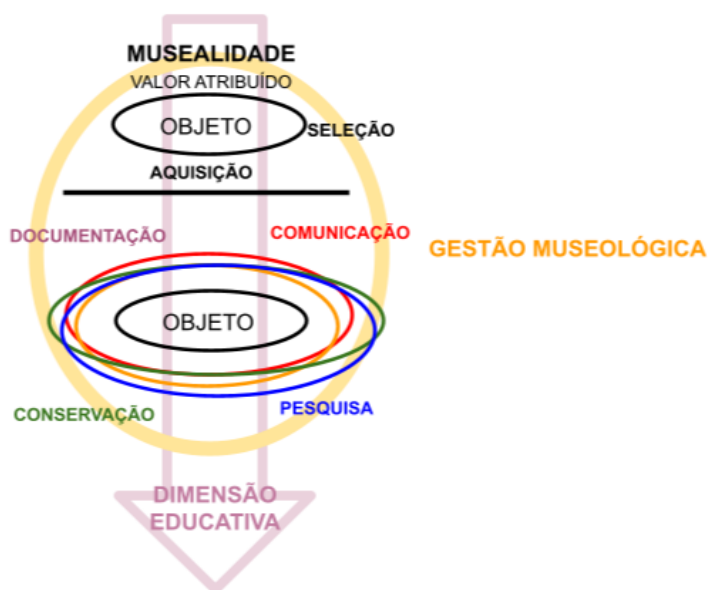 MUSEALIDADE
VALOR ATRIBUÍDO
OBJETO
SELEÇÃO
AQUISIÇÃO
DOCUMENTAÇÃO
COMUNICAÇÃO
GESTÃO MUSEOLÓGICA
OBJETO
CONSERVAÇÃO
PESQUISA
DIMENSÃO
EDUCATIVA